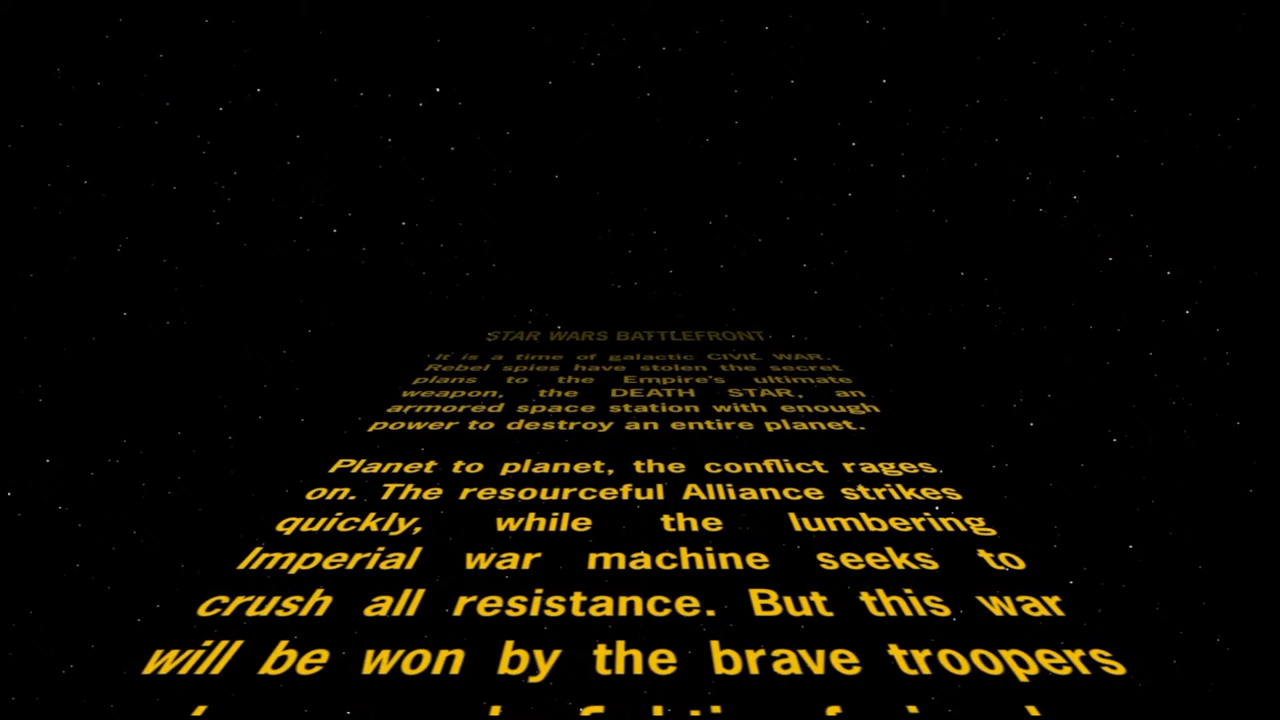 STAR WARS BATTLEFRONT
It is a time of galactic CIVIL WAR.
Rebel spies have stolen the secret
plans to the Empire's ultimate
weapon, the DEATH STAR, an
armored space station with enough
power to destroy an entire planet.
Planet to planet, the conflict rages
on. The resourceful Alliance strikes
quickly, while the lumbering
Imperial war machine seeks to
crush all resistance. But this war
will be won by the brave troopers